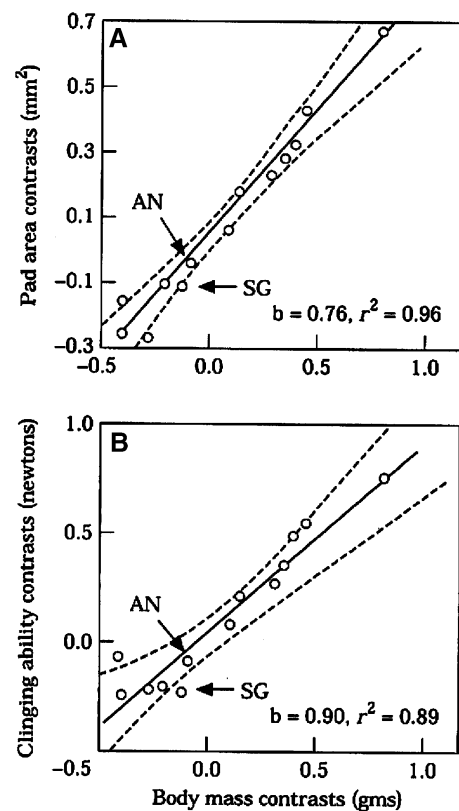 A
Pad area contrasts (mm²)
0.7
0.5
0.3
0.1
−0.1
−0.3
AN
SG
b = 0.76, r² = 0.96
−0.5
0.0
0.5
1.0
B
Clinging ability contrasts (newtons)
1.0
0.5
0.0
−0.5
AN
SG
b = 0.90, r² = 0.89
0.0
0.5
1.0
Body mass contrasts (gms)